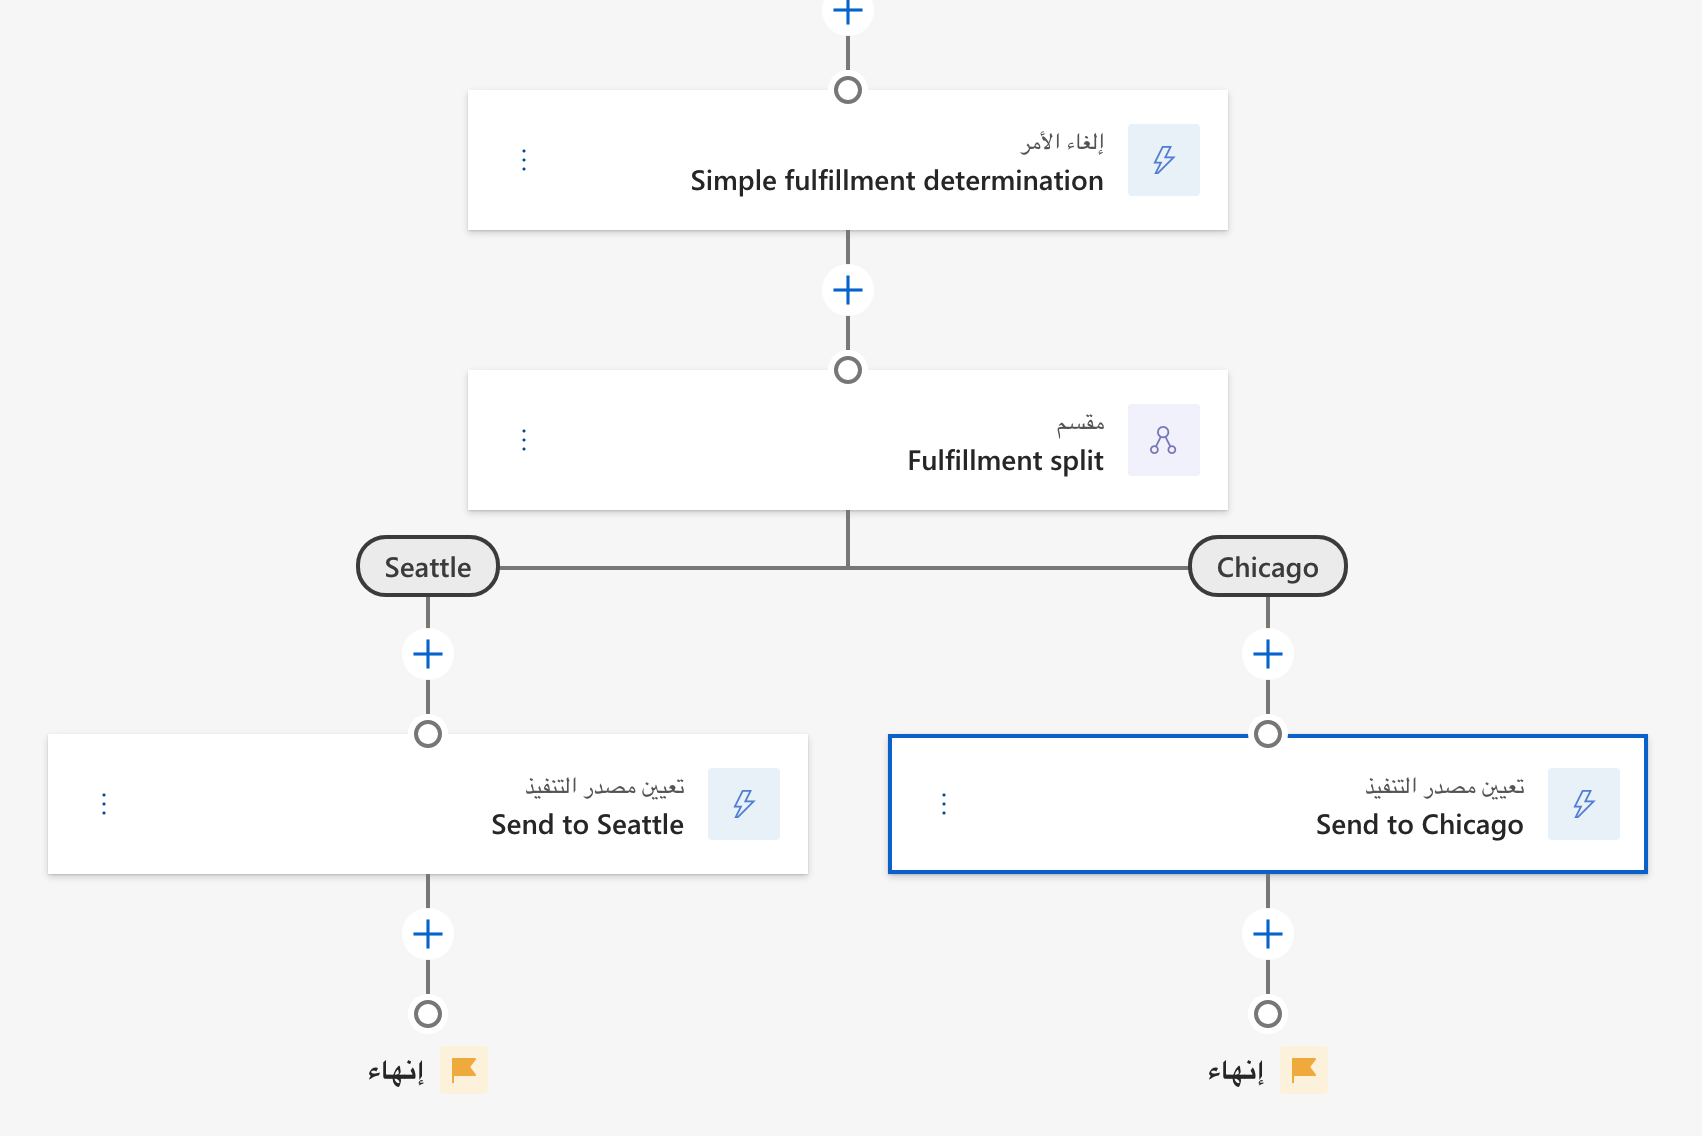 إلغاء الأمر
Simple fulfillment determination
مقسم
Fulfillment split
Seattle
Chicago
تعيين مصدر التنفيذ
Send to Seattle
تعيين مصدر التنفيذ
Send to Chicago
إنهاء
إنهاء